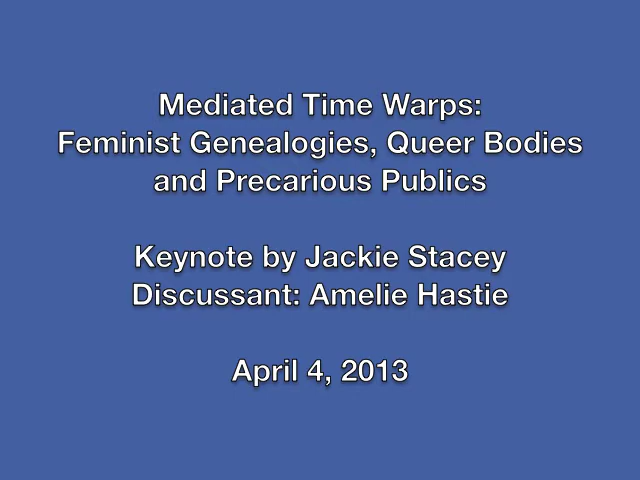 Mediated Time Warps:
Feminist Genealogies, Queer Bodies
and Precarious Publics
Keynote by Jackie Stacey
Discussant: Amelie Hastie
April 4, 2013